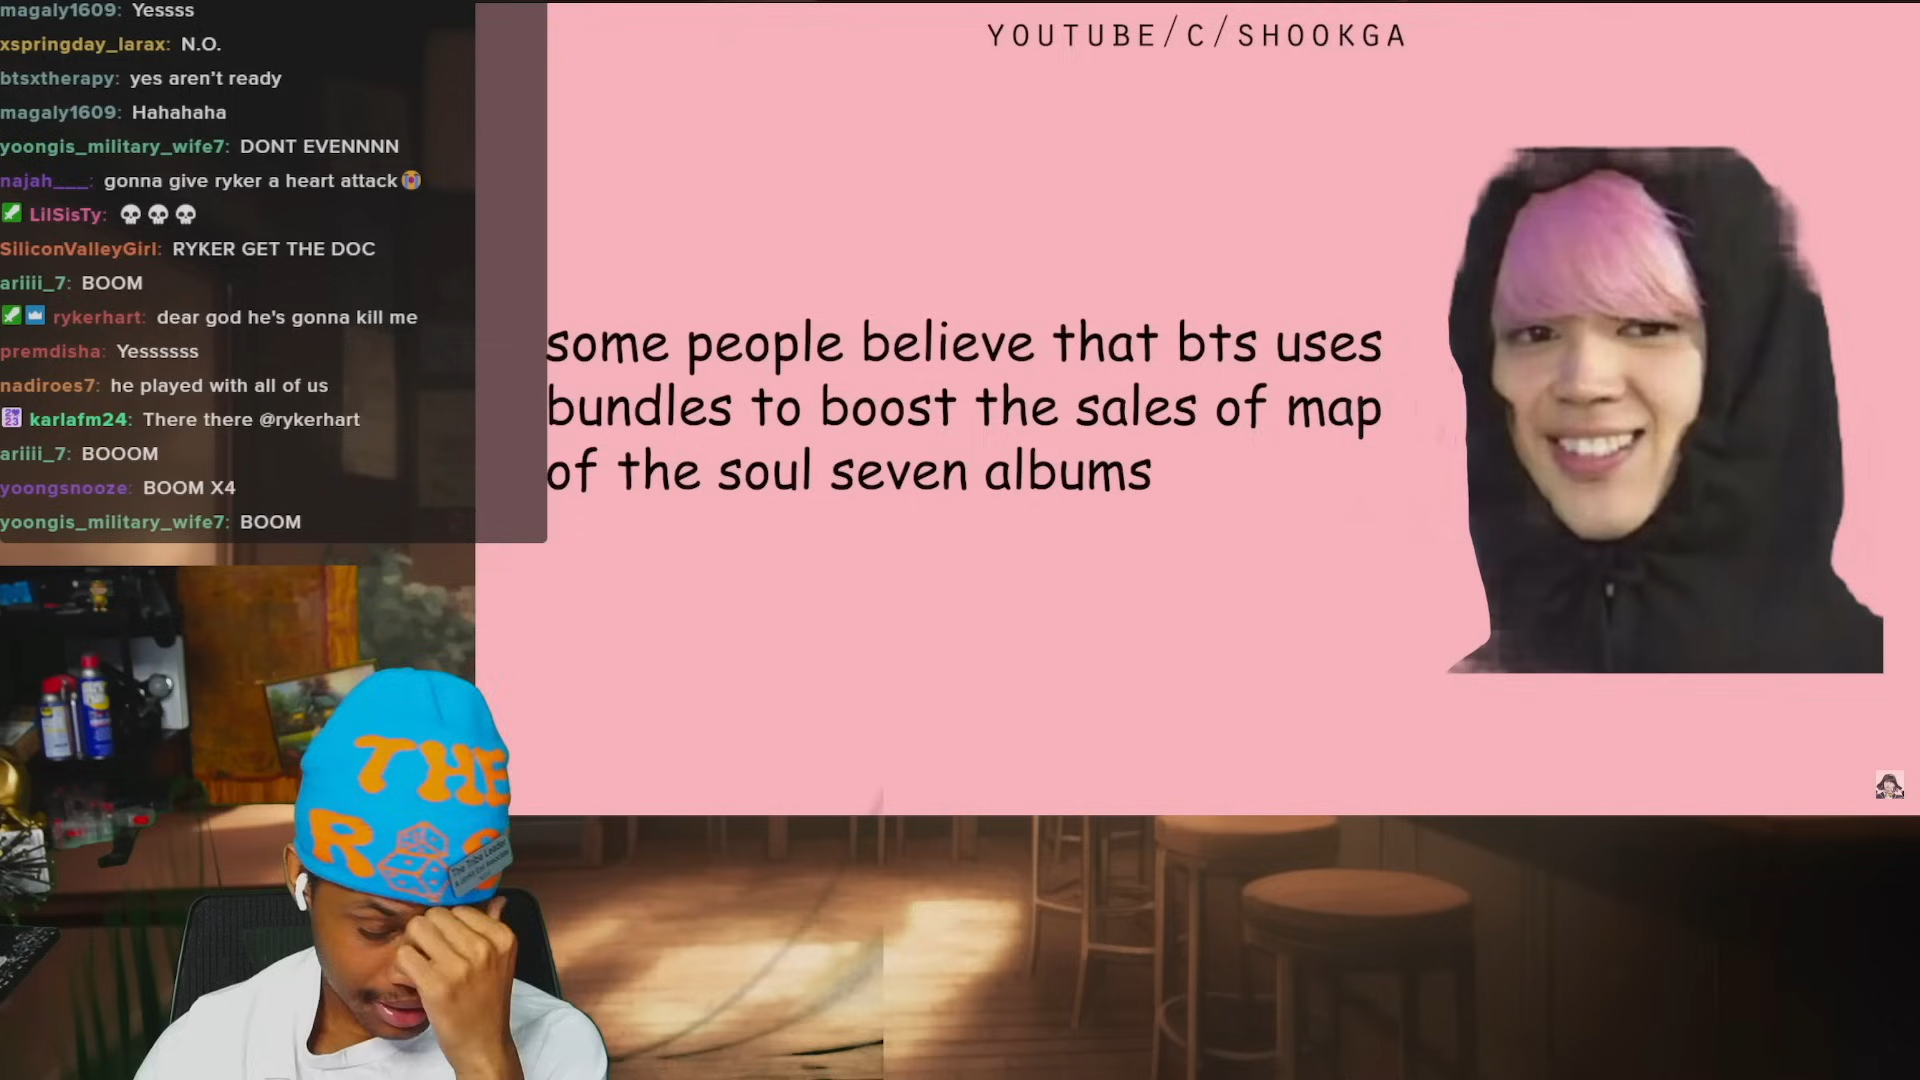 magaly1609: Yessss
xspringday_larax: N.O.
btsxtherapy: yes aren't ready
magaly1609: Hahahaha
yoongis_military_wife7: DONT EVENNNN
najah___: gonna give ryker a heart attack
LilSisTy:
SiliconValleyGirl: RYKER GET THE DOC
ariiii_7: BOOM
rykerhart: dear god he's gonna kill me
premdisha: Yessssss
nadiroes7: he played with all of us
karlafm24: There there @rykerhart
ariiii_7: BOOOM
yoongsnooze: BOOM X4
yoongis_military_wife7: BOOM
YOUTUBE/C/SHOOKGA
some people believe that bts uses
bundles to boost the sales of map
of the soul seven albums
THE
The Tribe Leader